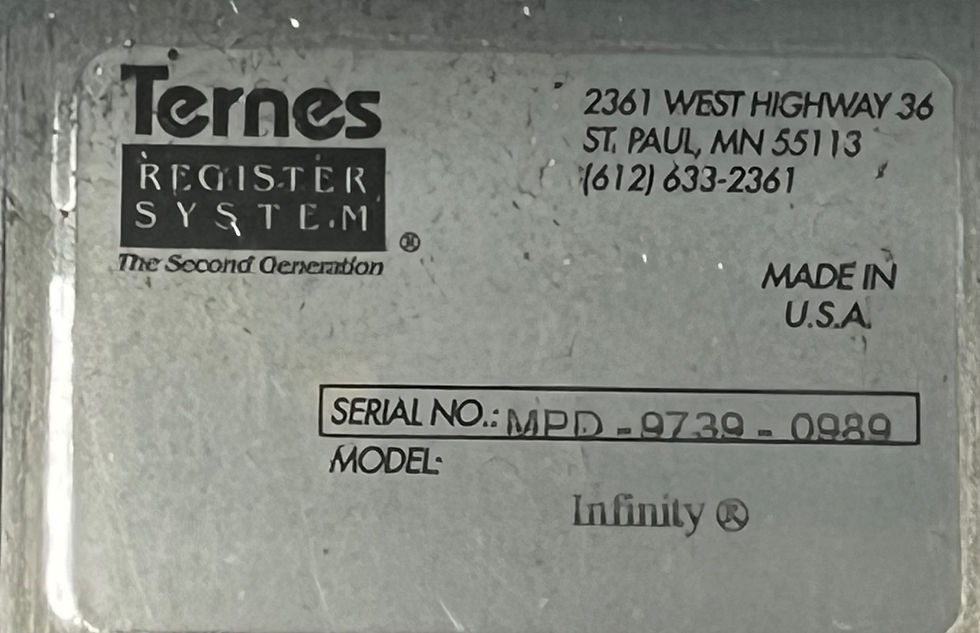 Ternes
REGISTER
SYSTEM
®
The Second Generation
2361 WEST HIGHWAY 36
ST. PAUL, MN 55113
(612) 633-2361
MADE IN
U.S.A.
SERIAL NO.: MPD - 9739 - 0989
MODEL:
Infinity ®